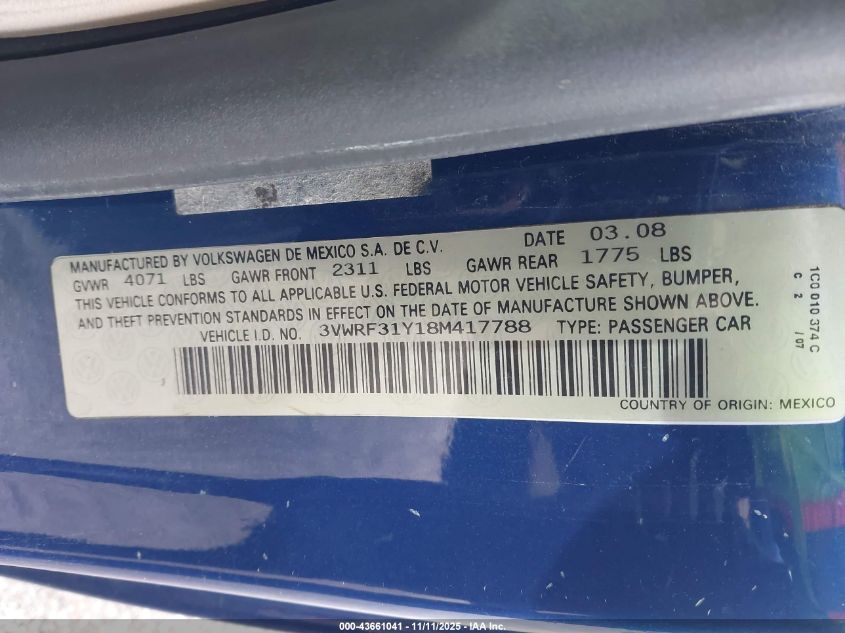 MANUFACTURED BY VOLKSWAGEN DE MEXICO S.A. DE C.V. DATE 03.08
GVWR 4071 LBS GAWR FRONT 2311 LBS GAWR REAR 1775 LBS
THIS VEHICLE CONFORMS TO ALL APPLICABLE U.S. FEDERAL MOTOR VEHICLE SAFETY, BUMPER,
AND THEFT PREVENTION STANDARDS IN EFFECT ON THE DATE OF MANUFACTURE SHOWN ABOVE.
VEHICLE I.D. NO. 3VWRF31Y18M417788 TYPE: PASSENGER CAR
COUNTRY OF ORIGIN: MEXICO
1C0 010 374 C
C 2 /07
000-43661041 - 11/11/2025 - © IAA Inc.